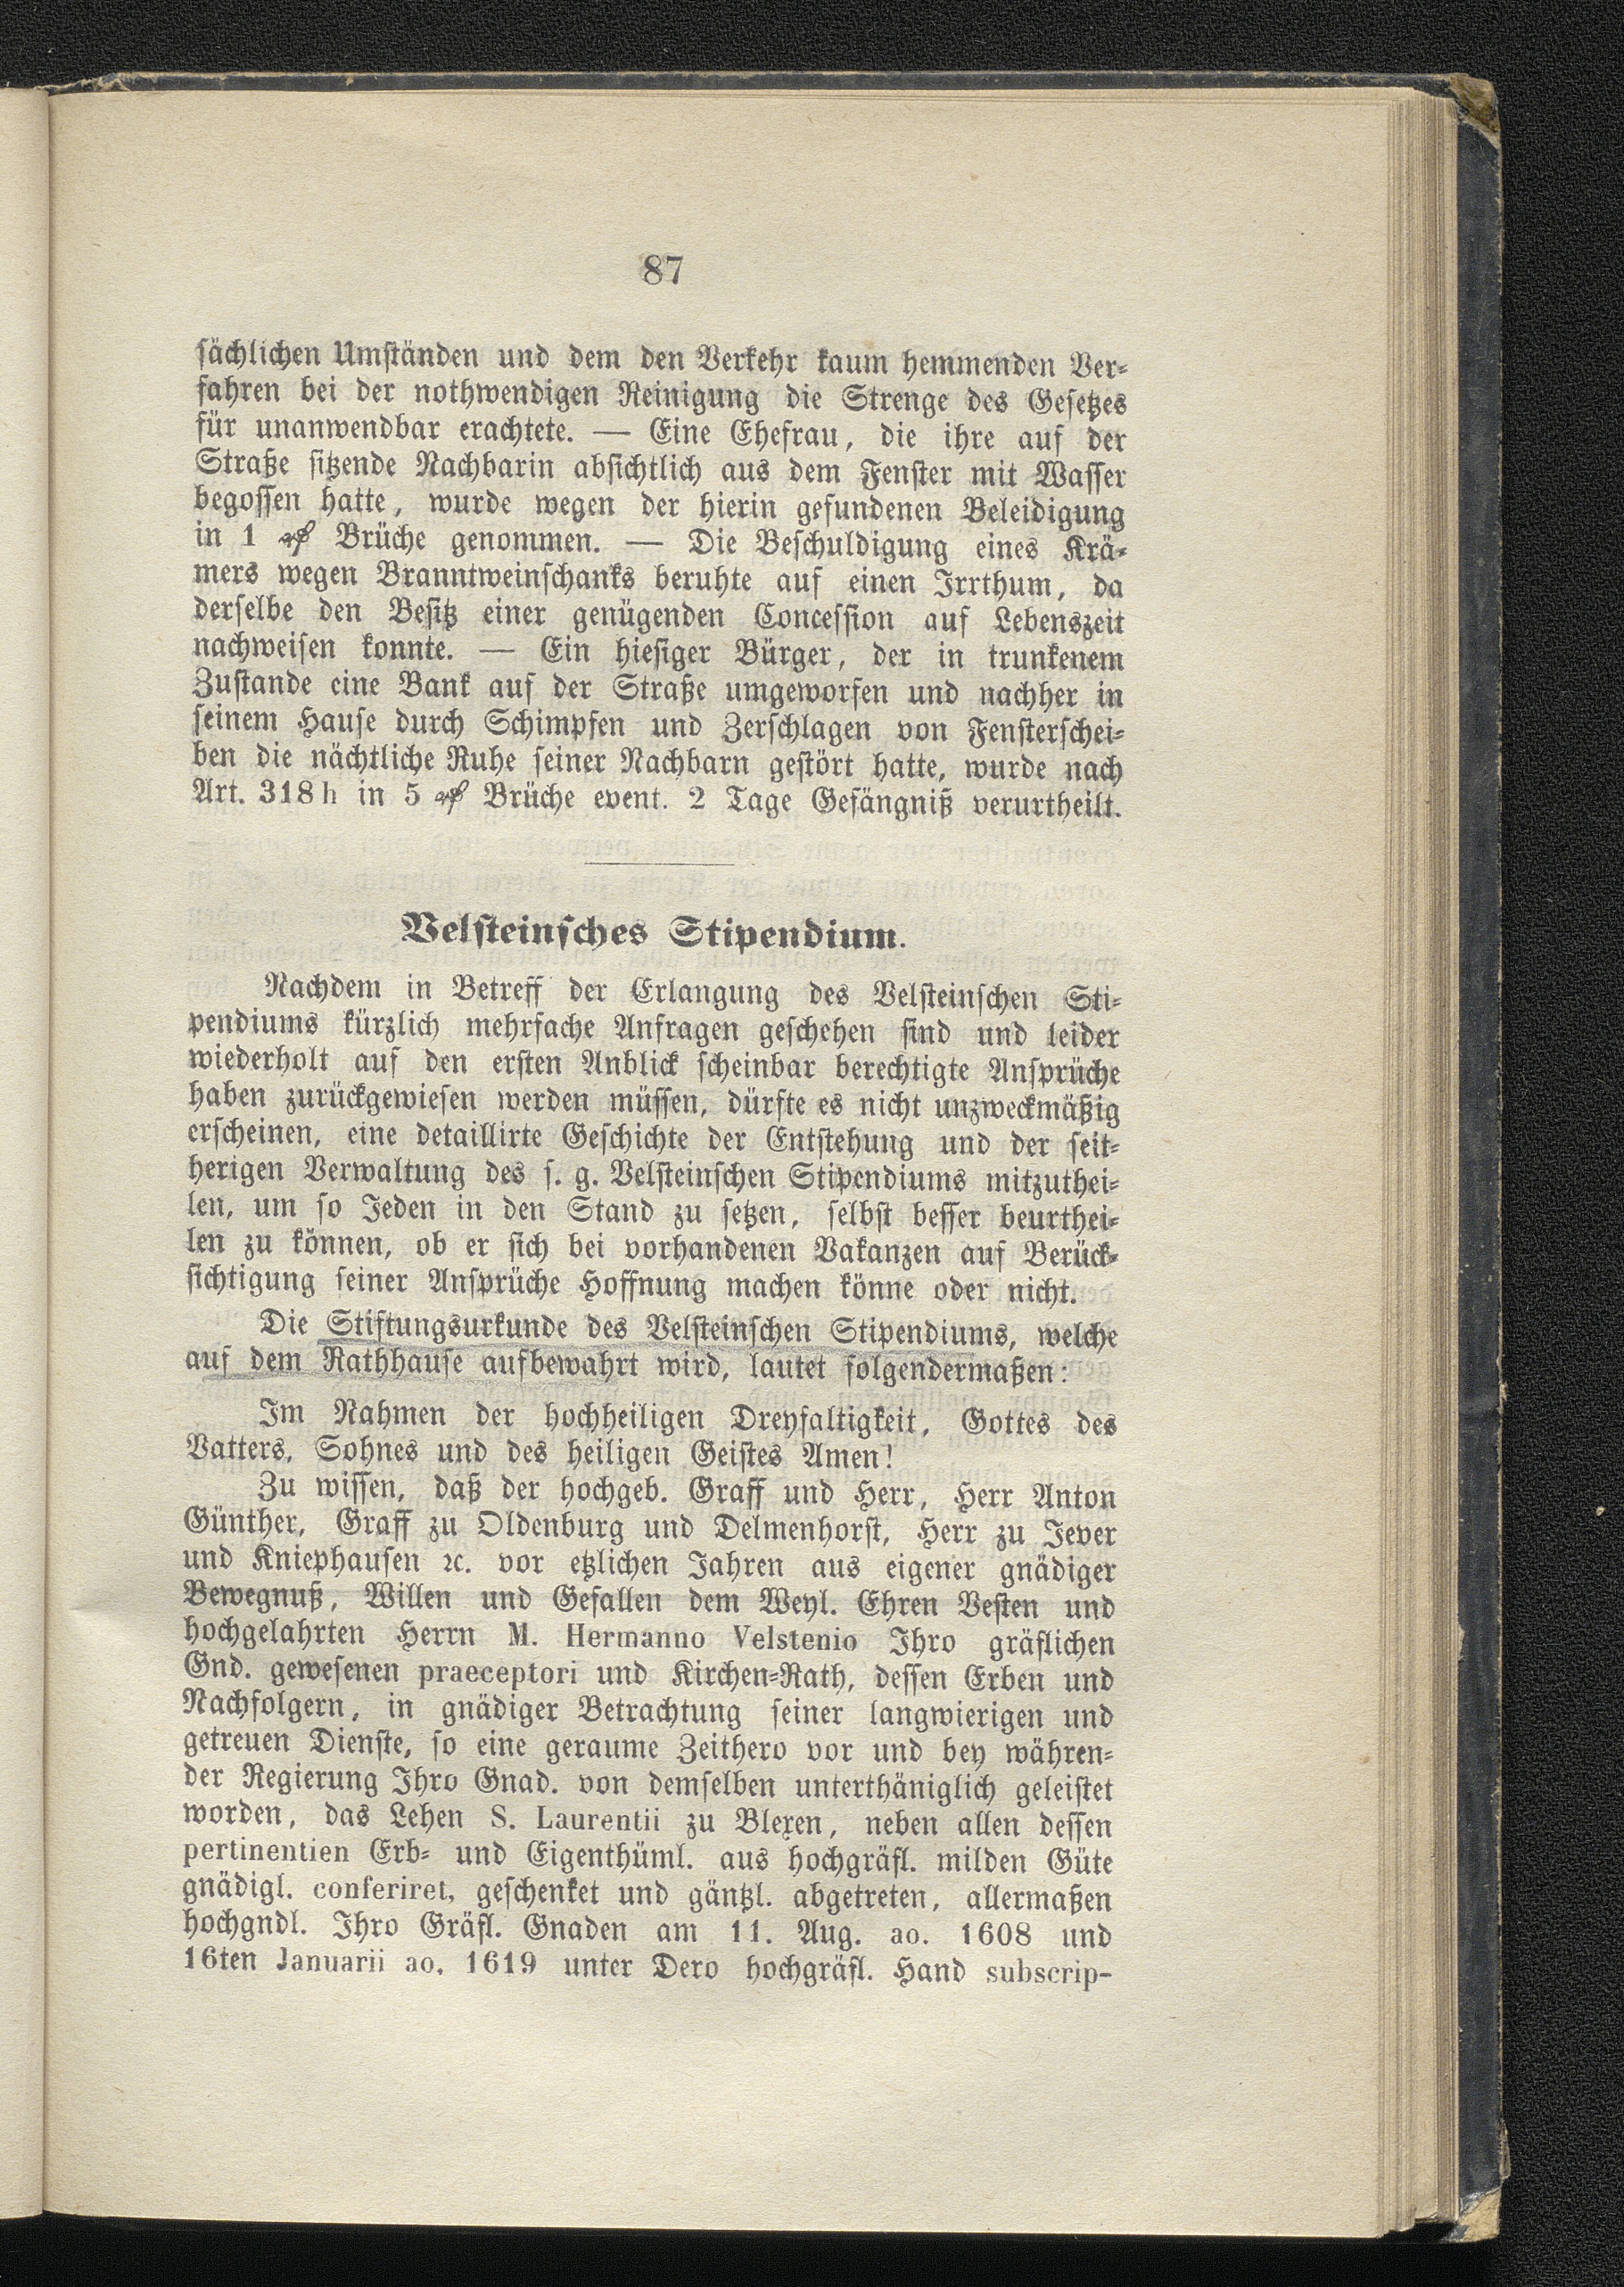 87
sächlichen Umständen und dem den Verkehr kaum hemmenden Ver-
fahren bei der nothwendigen Reinigung die Strenge des Gesetzes
für unanwendbar erachtete. — Eine Ehefrau, die ihre auf der
Straße sitzende Nachbarin absichtlich aus dem Fenster mit Wasser
begossen hatte, wurde wegen der hierin gefundenen Beleidigung
in 1 ₰ Brüche genommen. — Die Beschuldigung eines Krä-
mers wegen Branntweinschanks beruhte auf einen Irrthum, da
derselbe den Besitz einer genügenden Concession auf Lebenszeit
nachweisen konnte. — Ein hiesiger Bürger, der in trunkenem
Zustande eine Bank auf der Straße umgeworfen und nachher in
seinem Hause durch Schimpfen und Zerschlagen von Fensterschei-
ben die nächtliche Ruhe seiner Nachbarn gestört hatte, wurde nach
Art. 318 h in 5 ₰ Brüche event. 2 Tage Gefängniß verurtheilt.
Velsteinsches Stipendium.
Nachdem in Betreff der Erlangung des Velsteinschen Sti-
pendiums kürzlich mehrfache Anfragen geschehen sind und leider
wiederholt auf den ersten Anblick scheinbar berechtigte Ansprüche
haben zurückgewiesen werden müssen, dürfte es nicht unzweckmäßig
erscheinen, eine detaillirte Geschichte der Entstehung und der seit-
herigen Verwaltung des s. g. Velsteinschen Stipendiums mitzuthei-
len, um so Jeden in den Stand zu setzen, selbst besser beurthei-
len zu können, ob er sich bei vorhandenen Vakanzen auf Berück-
sichtigung seiner Ansprüche Hoffnung machen könne oder nicht.
Die Stiftungsurkunde des Velsteinschen Stipendiums, welche
auf dem Rathhause aufbewahrt wird, lautet folgendermaßen:
Im Nahmen der hochheiligen Dreyfaltigkeit, Gottes des
Vatters, Sohnes und des heiligen Geistes Amen!
Zu wissen, daß der hochgeb. Graff und Herr, Herr Anton
Günther, Graff zu Oldenburg und Delmenhorst, Herr zu Jever
und Kniephausen ꝛc. vor etzlichen Jahren aus eigener gnädiger
Bewegnuß, Willen und Gefallen dem Weyl. Ehren Vesten und
hochgelahrten Herrn M. Hermanno Velstenio Ihro gräflichen
Gnd. gewesenen praeceptori und Kirchen-Rath, dessen Erben und
Nachfolgern, in gnädiger Betrachtung seiner langwierigen und
getreuen Dienste, so eine geraume Zeithero vor und bey währen-
der Regierung Ihro Gnad. von demselben unterthäniglich geleistet
worden, das Lehen S. Laurentii zu Blexen, neben allen dessen
pertinentien Erb- und Eigenthüml. aus hochgräfl. milden Güte
gnädigl. conferiret, geschenket und gäntzl. abgetreten, allermaßen
hochgndl. Ihro Gräfl. Gnaden am 11. Aug. ao. 1608 und
16ten Januarii ao. 1619 unter Dero hochgräfl. Hand subscrip-